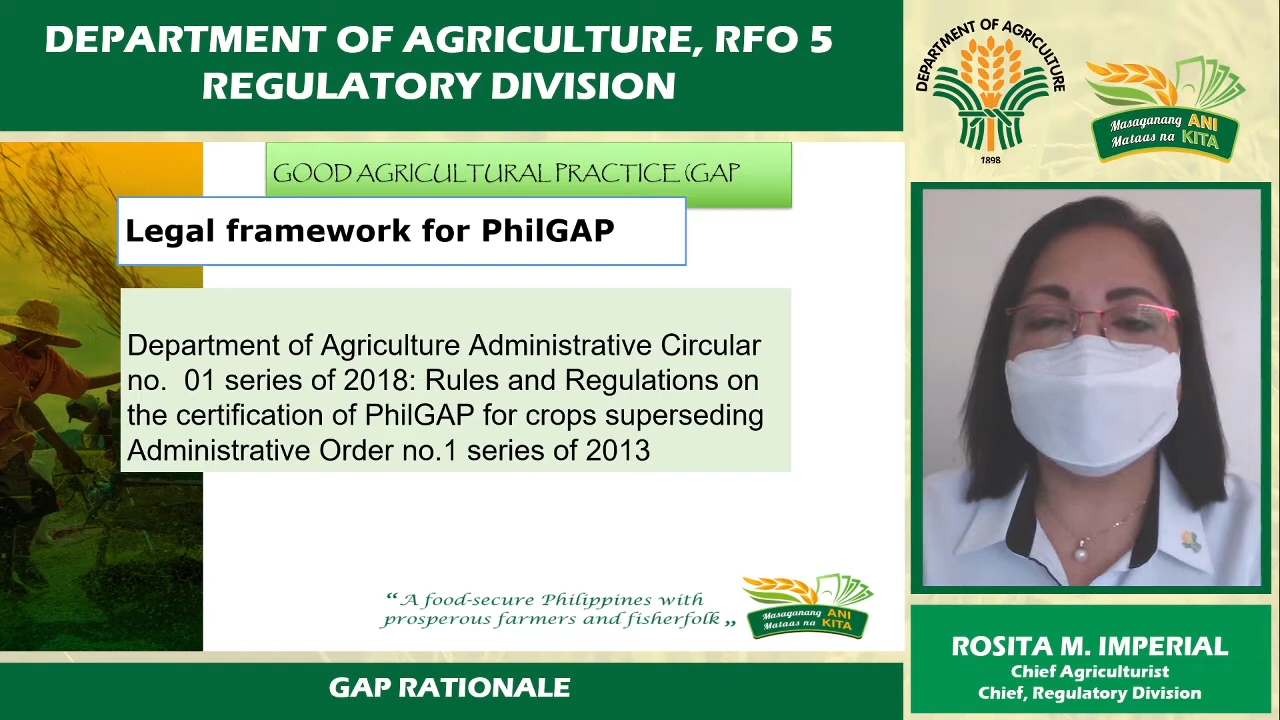 DEPARTMENT OF AGRICULTURE, RFO 5
REGULATORY DIVISION
DEPARTMENT OF AGRICULTURE
1898
Masaganang ANI
Mataas na KITA
GOOD AGRICULTURAL PRACTICE (GAP
Legal framework for PhilGAP
Department of Agriculture Administrative Circular
no. 01 series of 2018: Rules and Regulations on
the certification of PhilGAP for crops superseding
Administrative Order no.1 series of 2013
“ A food-secure Philippines with
prosperous farmers and fisherfolk „
Masaganang ANI
Mataas na KITA
GAP RATIONALE
ROSITA M. IMPERIAL
Chief Agriculturist
Chief, Regulatory Division